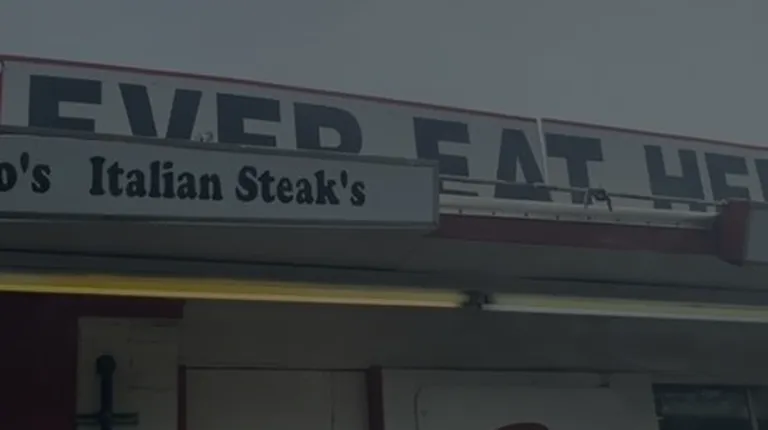 EVER EAT HE
o's Italian Steak's